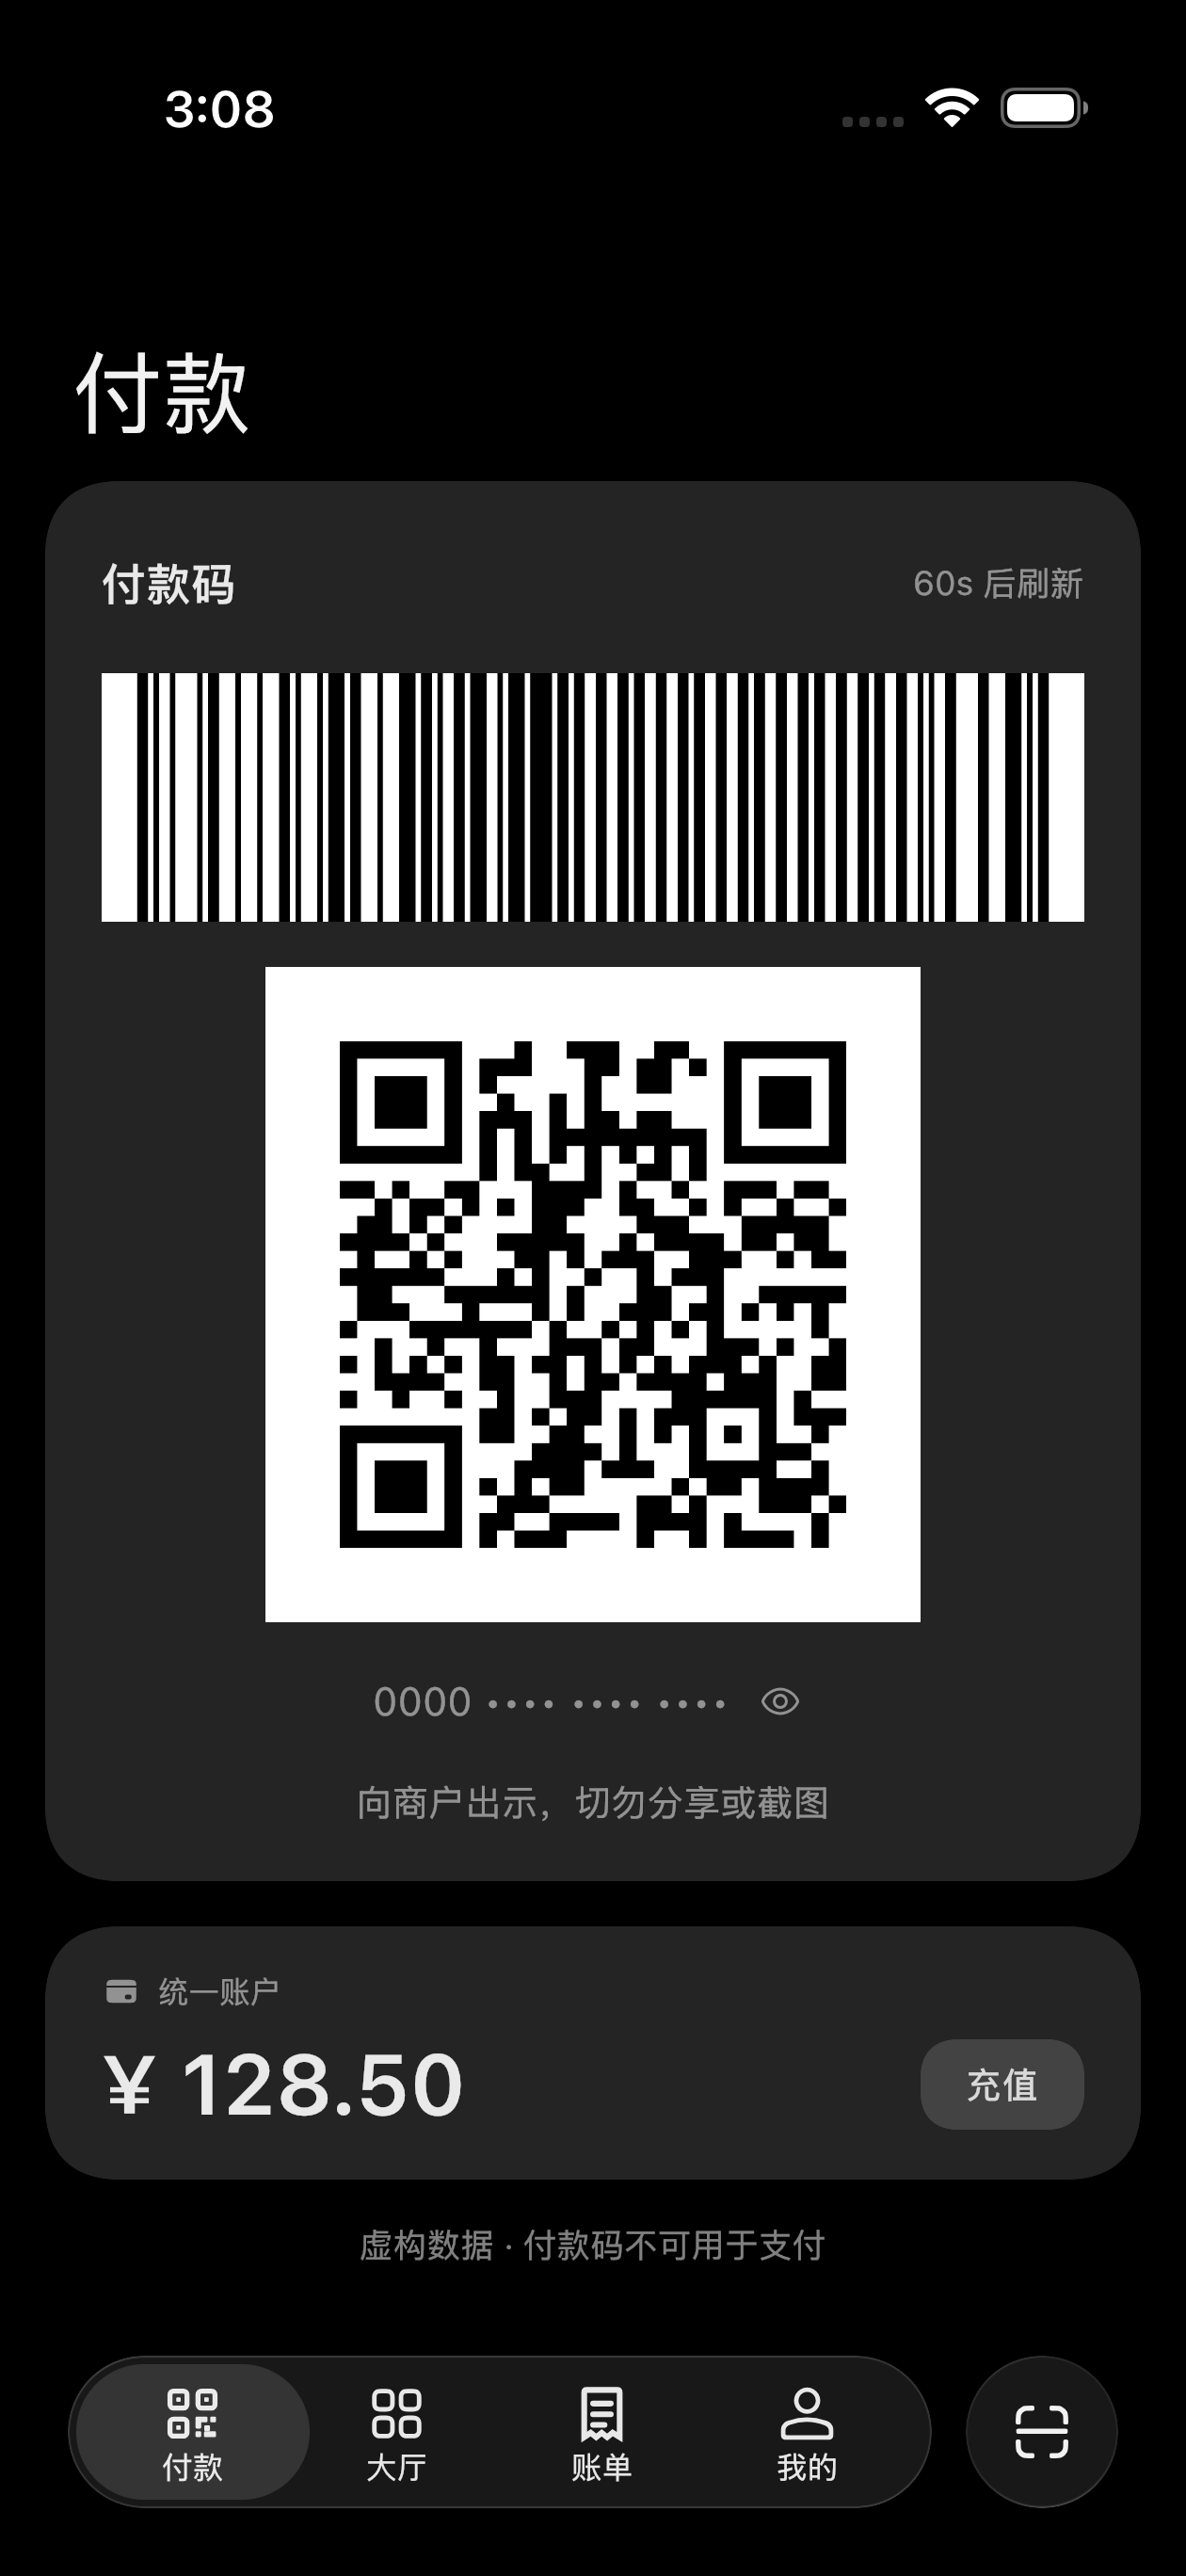 3:08
付款
付款码
60s 后刷新
0000 •••• •••• ••••
向商户出示，切勿分享或截图
统一账户
¥ 128.50
充值
虚构数据 · 付款码不可用于支付
付款
大厅
账单
我的